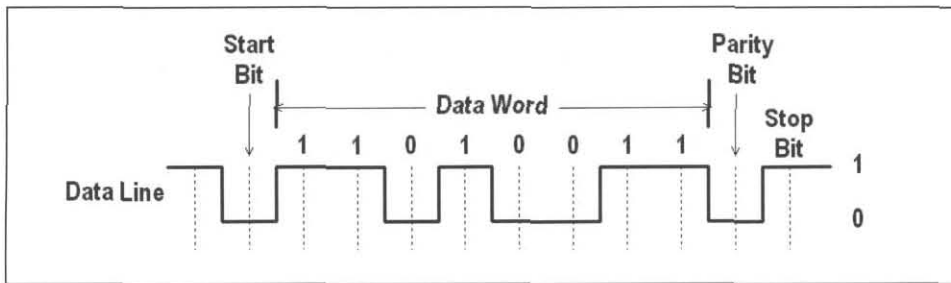 Start Bit
Parity Bit
Data Word
Stop Bit
1 1 0 1 0 0 1 1
1
Data Line
0